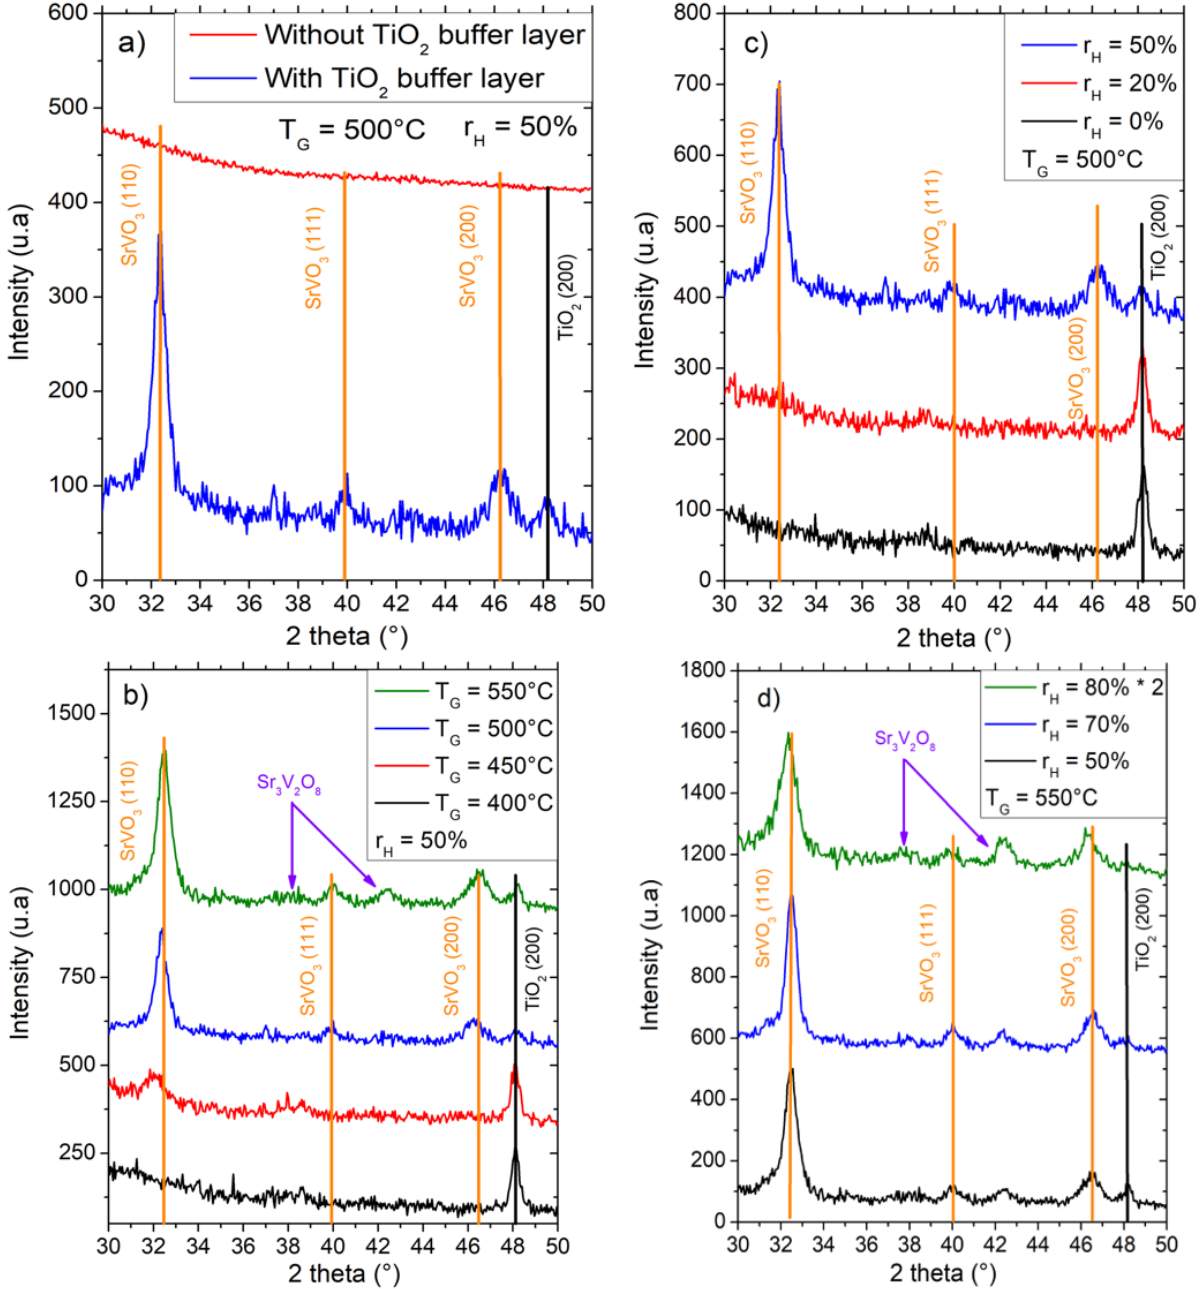 a)
Without TiO2 buffer layer
With TiO2 buffer layer
TG = 500°C rH = 50%
SrVO3 (110)
SrVO3 (111)
SrVO3 (200)
TiO2 (200)
Intensity (u.a)
600
500
400
300
200
100
0
30 32 34 36 38 40 42 44 46 48 50
2 theta (°)
c)
rH = 50%
rH = 20%
rH = 0%
TG = 500°C
SrVO3 (110)
SrVO3 (111)
SrVO3 (200)
TiO2 (200)
Intensity (u.a)
800
700
600
500
400
300
200
100
0
30 32 34 36 38 40 42 44 46 48 50
2 theta (°)
b)
TG = 550°C
TG = 500°C
TG = 450°C
TG = 400°C
rH = 50%
Sr3V2O8
SrVO3 (110)
SrVO3 (111)
SrVO3 (200)
TiO2 (200)
Intensity (u.a)
1500
1250
1000
750
500
250
30 32 34 36 38 40 42 44 46 48 50
2 theta (°)
d)
rH = 80% * 2
rH = 70%
rH = 50%
TG = 550°C
Sr3V2O8
SrVO3 (110)
SrVO3 (111)
SrVO3 (200)
TiO2 (200)
Intensity (u.a)
1800
1600
1400
1200
1000
800
600
400
200
0
30 32 34 36 38 40 42 44 46 48 50
2 theta (°)